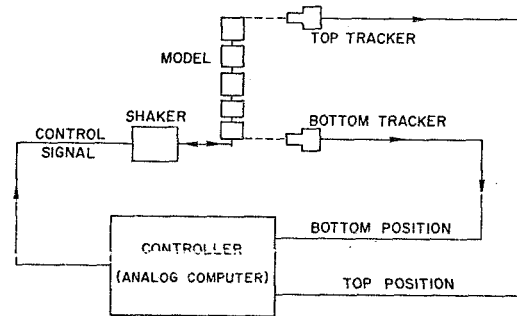 TOP TRACKER
MODEL
SHAKER
BOTTOM TRACKER
CONTROL
SIGNAL
BOTTOM POSITION
CONTROLLER
(ANALOG COMPUTER)
TOP POSITION